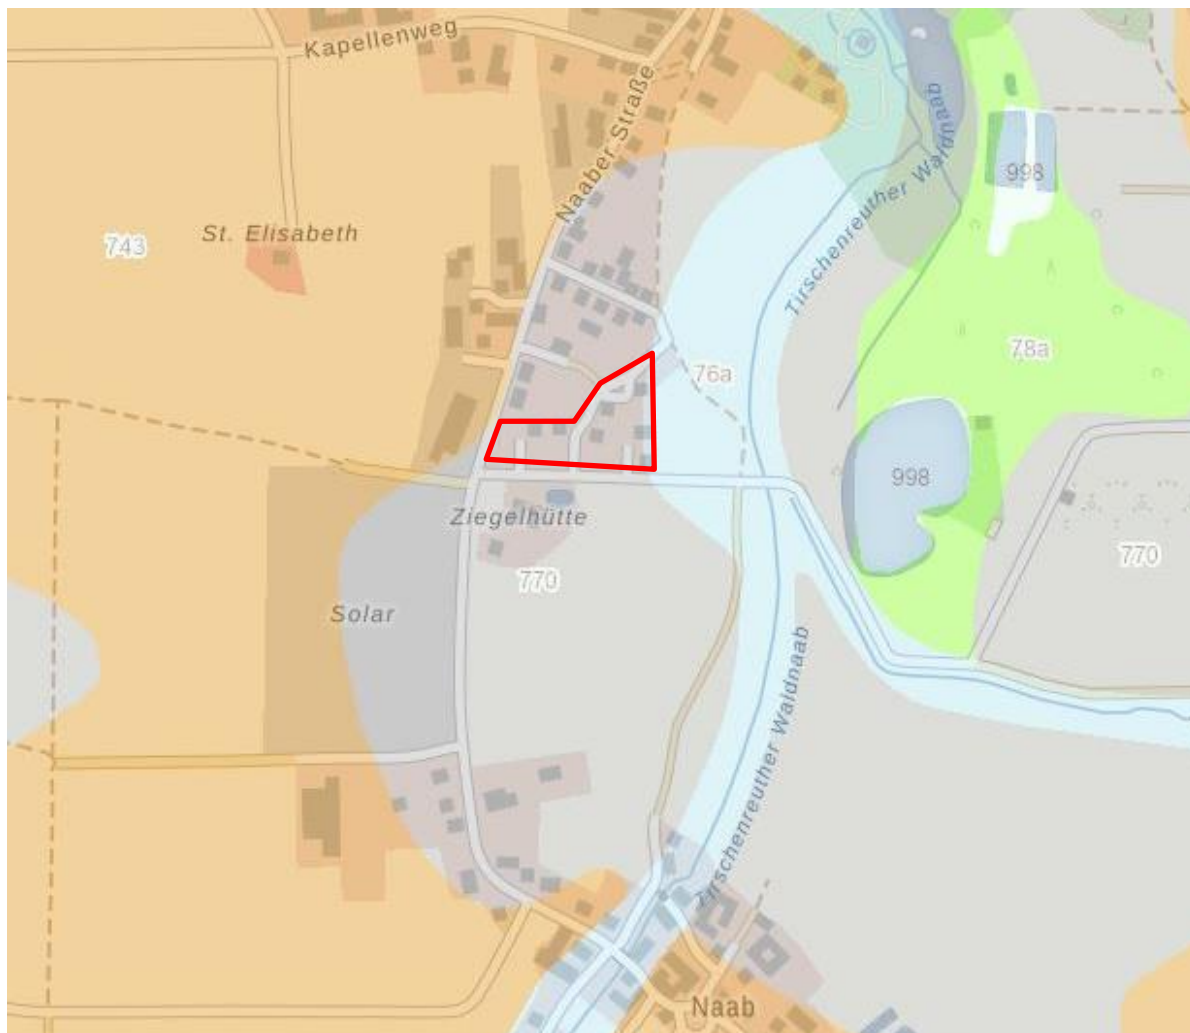 Kapellenweg
Naaber Straße
Tirschenreuther Waldnaab
998
743
St. Elisabeth
78a
76a
998
Ziegelhütte
770
770
Solar
Tirschenreuther Waldnaab
Naab